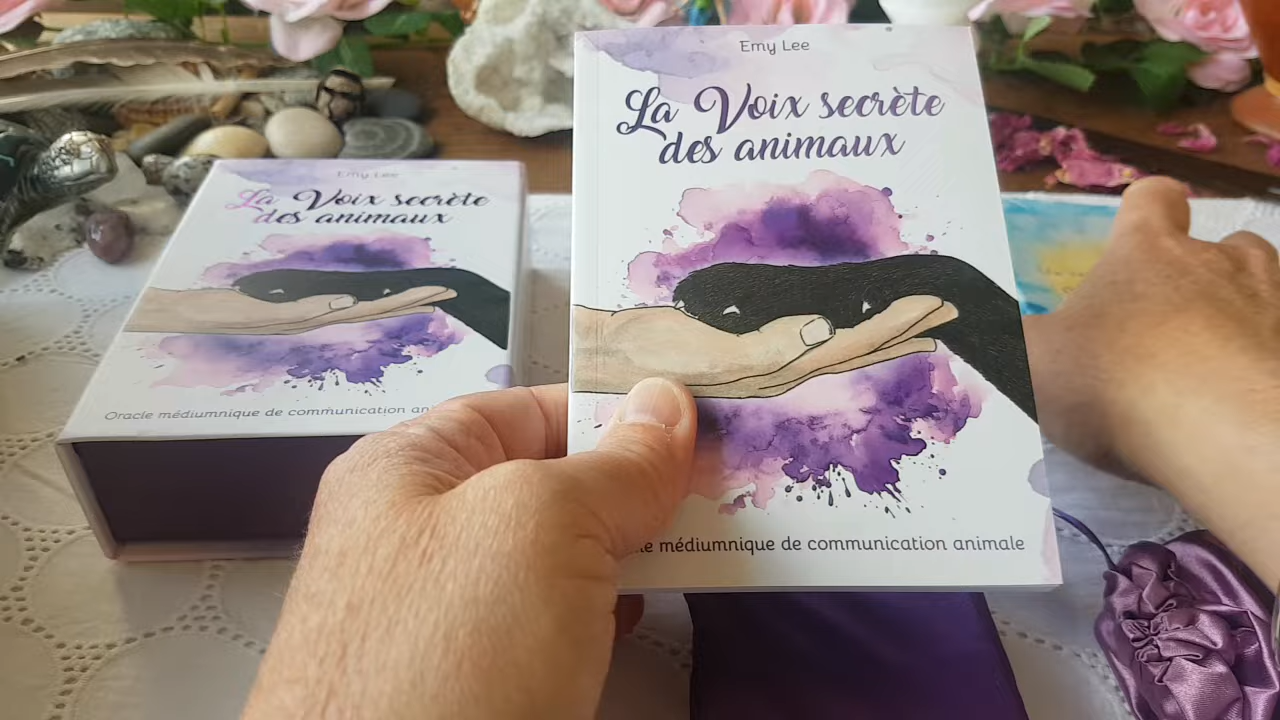 Emy Lee
La Voix secrète
des animaux
Oracle médiumnique de communication
Emy Lee
La Voix secrète
des animaux
médiumnique de communication animale